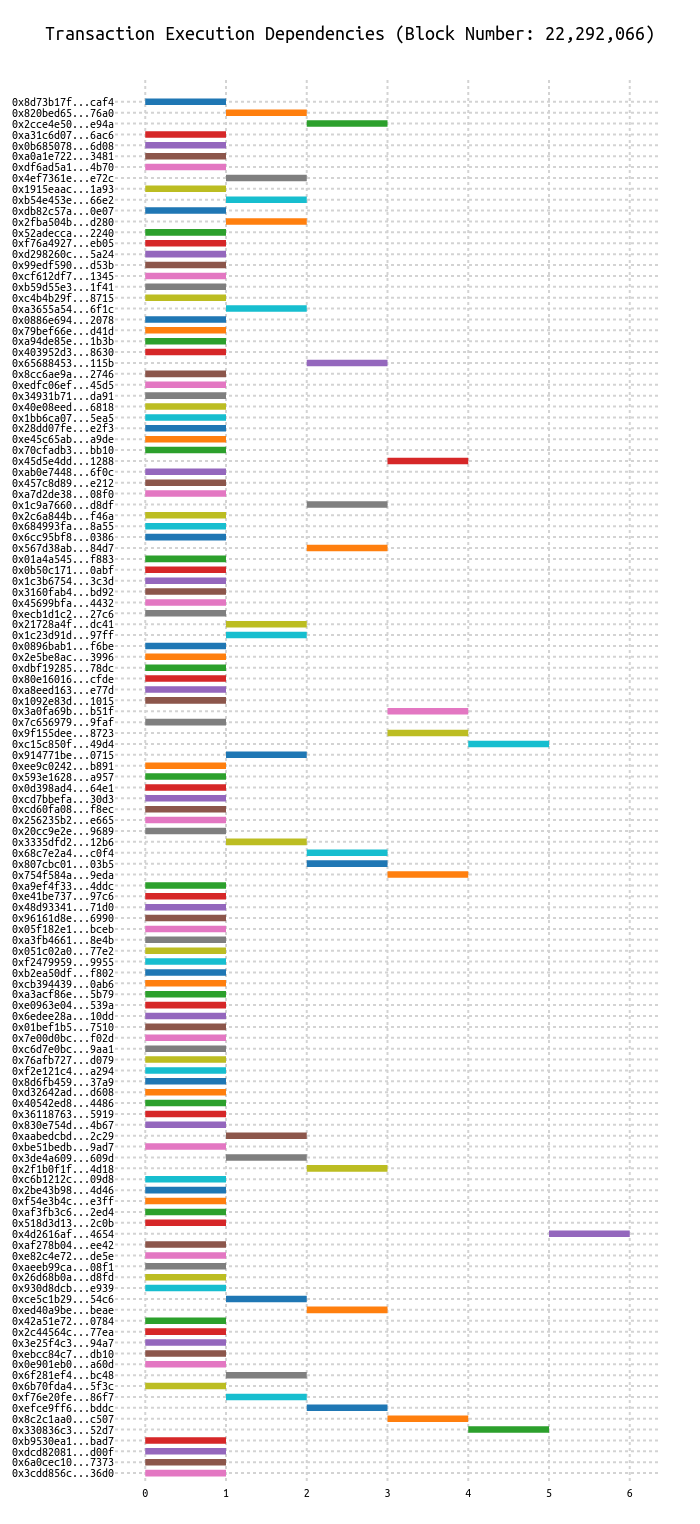 Transaction Execution Dependencies (Block Number: 22,292,066)
0x8d73b17f...caf4
0x820bed65...76a0
0x2cce4e50...e94a
0xa31c6d07...6ac6
0x0b685078...6d08
0xa0a1e722...3481
0xdf6ad5a1...4b70
0x4ef7361e...e72c
0x1915eaac...1a93
0xb54e453e...66e2
0xdb82c57a...0e07
0x2fba504b...d280
0x52adecca...2240
0xf76a4927...eb05
0xd298260c...5a24
0x99edf590...d53b
0xcf612df7...1345
0xb59d55e3...1f41
0xc4b4b29f...8715
0xa3655a54...6f1c
0x0886e694...2078
0x79bef66e...d41d
0xa94de85e...1b3b
0x403952d3...8630
0x65688453...115b
0x8cc6ae9a...2746
0xedfc06ef...45d5
0x34931b71...da91
0x40e08eed...6818
0x1bb6ca07...5ea5
0x28dd07fe...e2f3
0xe45c65ab...a9de
0x70cfadb3...bb10
0x45d5e4dd...1288
0xab0e7448...6f0c
0x457c8d89...e212
0xa7d2de38...08f0
0x1c9a7660...d8df
0x2c6a844b...f46a
0x684993fa...8a55
0x6cc95bf8...0386
0x567d38ab...84d7
0x01a4a545...f883
0x0b50c171...0abf
0x1c3b6754...3c3d
0x3160fab4...bd92
0x45699bfa...4432
0xecb1d1c2...27c6
0x21728a4f...dc41
0x1c23d91d...97ff
0x0896bab1...f6be
0x2e5be8ac...3996
0xdbf19285...78dc
0x80e16016...cfde
0xa8eed163...e77d
0x1092e83d...1015
0x3a0fa69b...b51f
0x7c656979...9faf
0x9f155dee...8723
0xc15c850f...49d4
0x914771be...0715
0xee9c0242...b891
0x593e1628...a957
0x0d398ad4...64e1
0xcd7bbefa...30d3
0xcd60fa08...f8ec
0x256235b2...e665
0x20cc9e2e...9689
0x3335dfd2...12b6
0x68c7e2a4...c0f4
0x807cbc01...03b5
0x754f584a...9eda
0xa9ef4f33...4ddc
0xe41be737...97c6
0x48d93341...71d0
0x96161d8e...6990
0x05f182e1...bceb
0xa3fb4661...8e4b
0x051c02a0...77e2
0xf2479959...9955
0xb2ea50df...f802
0xcb394439...0ab6
0xa3acf86e...5b79
0xe0963e04...539a
0x6edee28a...10dd
0x01bef1b5...7510
0x7e00d0bc...f02d
0xc6d7e0bc...9aa1
0x76afb727...d079
0xf2e121c4...a294
0x8d6fb459...37a9
0xd32642ad...d608
0x40542ed8...4486
0x36118763...5919
0x830e754d...4b67
0xaabedcbd...2c29
0xbe51bedb...9ad7
0x3de4a609...609d
0x2f1b0f1f...4d18
0xc6b1212c...09d8
0x2be43b98...4d46
0xf54e3b4c...e3ff
0xaf3fb3c6...2ed4
0x518d3d13...2c0b
0x4d2616af...4654
0xaf278b04...ee42
0xe82c4e72...de5e
0xaeeb99ca...08f1
0x26d68b0a...d8fd
0x930d8dcb...e939
0xce5c1b29...54c6
0xed40a9be...beae
0x42a51e72...0784
0x2c44564c...77ea
0x3e25f4c3...94a7
0xebcc84c7...db10
0x0e901eb0...a60d
0x6f281ef4...bc48
0x6b70fda4...5f3c
0xf76e20fe...86f7
0xefce9ff6...bddc
0x8c2c1aa0...c507
0x330836c3...52d7
0xb9530ea1...bad7
0xdcd82081...d00f
0x6a0cec10...7373
0x3cdd856c...36d0
0 1 2 3 4 5 6